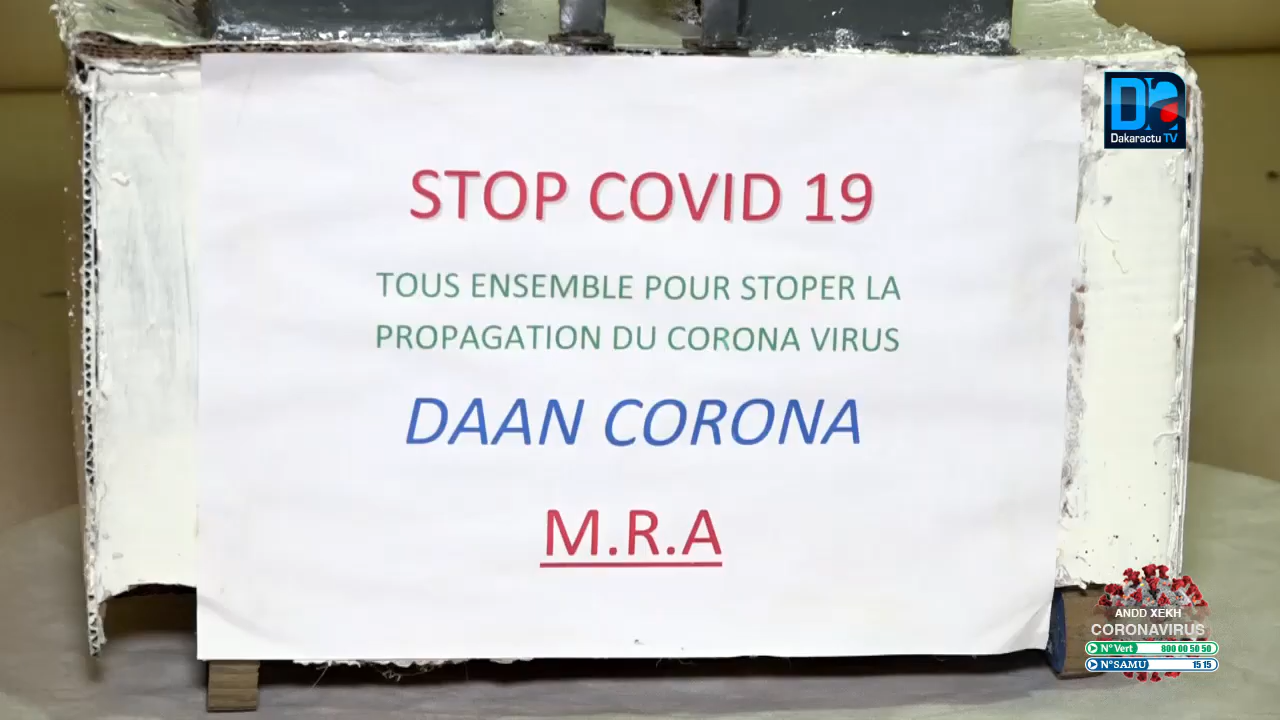 Dakaractu TV
STOP COVID 19
TOUS ENSEMBLE POUR STOPER LA
PROPAGATION DU CORONA VIRUS
DAAN CORONA
M.R.A
ANDD XEKH
CORONAVIRUS
N° Vert 800 00 50 50
N° SAMU 15 15